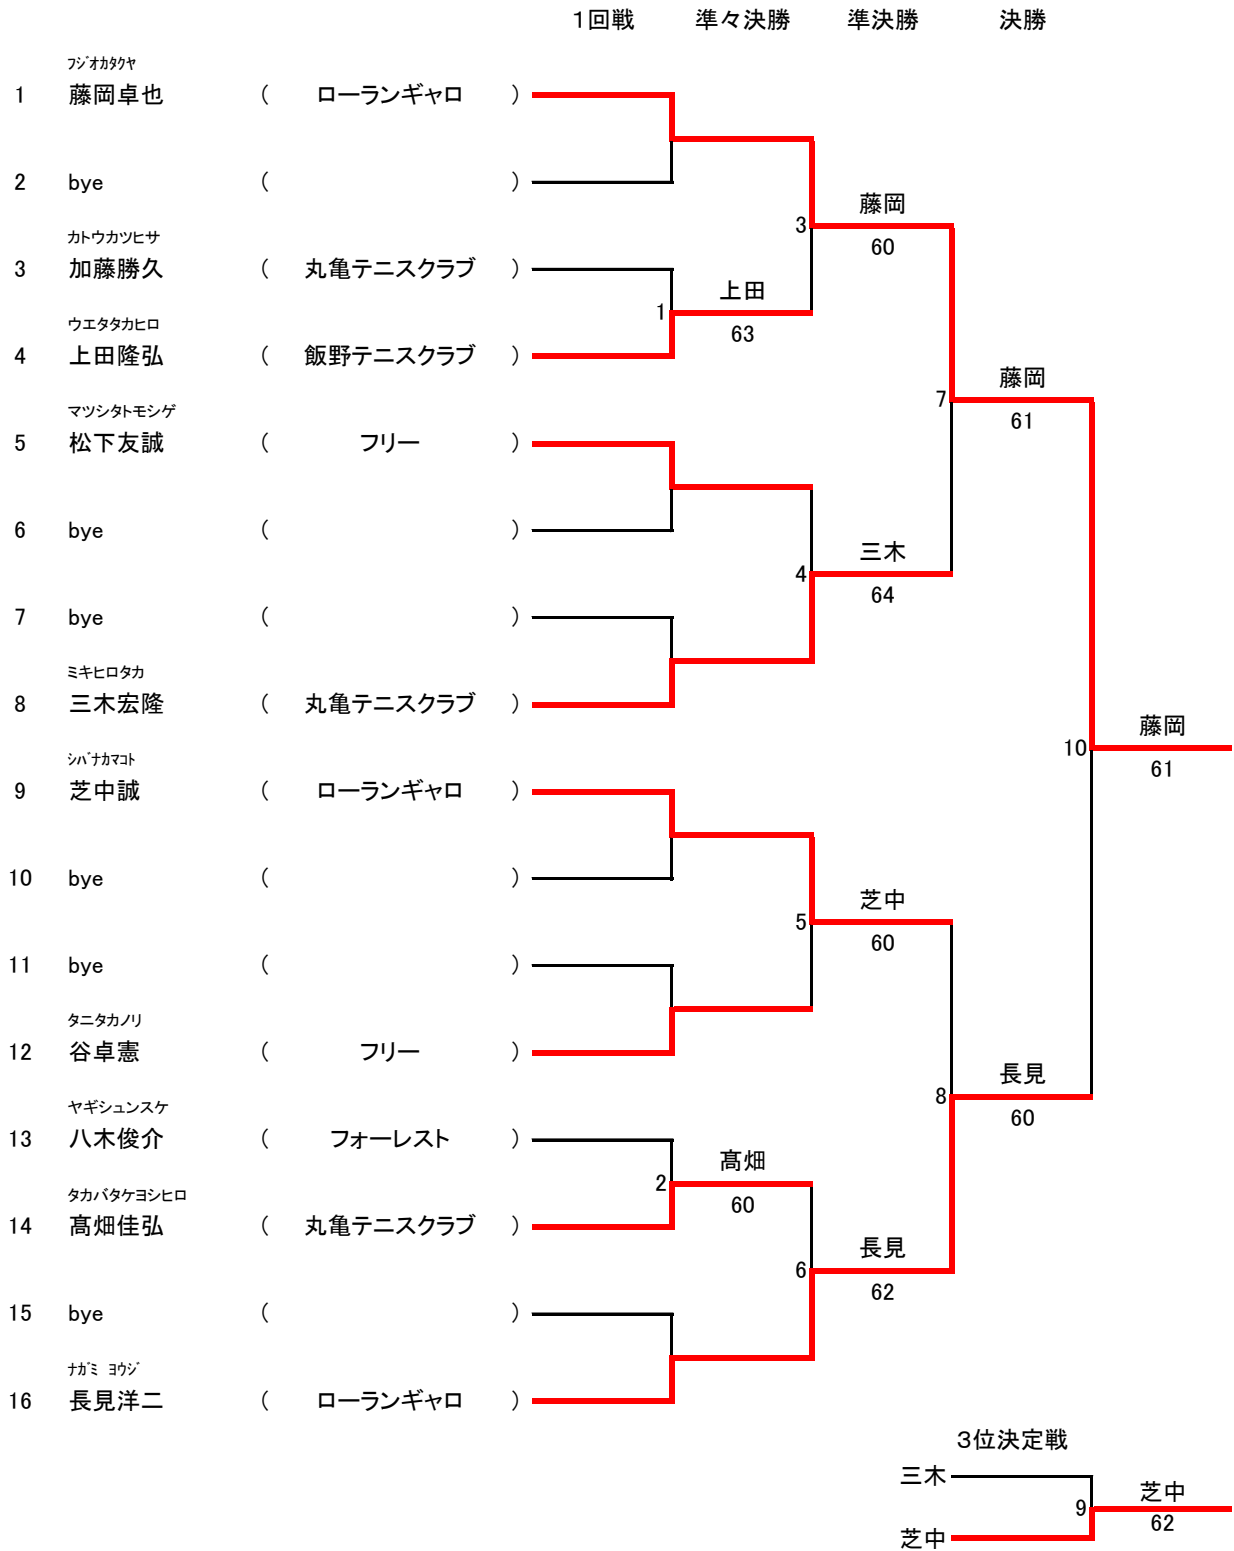 1回戦 準々決勝 準決勝 決勝
フジオカタクヤ
1 藤岡卓也 ( ローランギャロ )
2 bye ( )
藤岡
3
60
カトウカツヒサ
3 加藤勝久 ( 丸亀テニスクラブ )
上田
1
63
ウエタタカヒロ
4 上田隆弘 ( 飯野テニスクラブ )
藤岡
7
61
マツシタトモシゲ
5 松下友誠 ( フリー )
6 bye ( )
三木
4
64
7 bye ( )
ミキヒロタカ
8 三木宏隆 ( 丸亀テニスクラブ )
藤岡
10
61
シバナカマコト
9 芝中誠 ( ローランギャロ )
10 bye ( )
芝中
5
60
11 bye ( )
タニタカノリ
12 谷卓憲 ( フリー )
長見
8
60
ヤギシュンスケ
13 八木俊介 ( フォーレスト )
髙畑
2
60
タカバタケヨシヒロ
14 髙畑佳弘 ( 丸亀テニスクラブ )
長見
6
62
15 bye ( )
ナガミ ヨウジ
16 長見洋二 ( ローランギャロ )
3位決定戦
三木
芝中
9
62
芝中